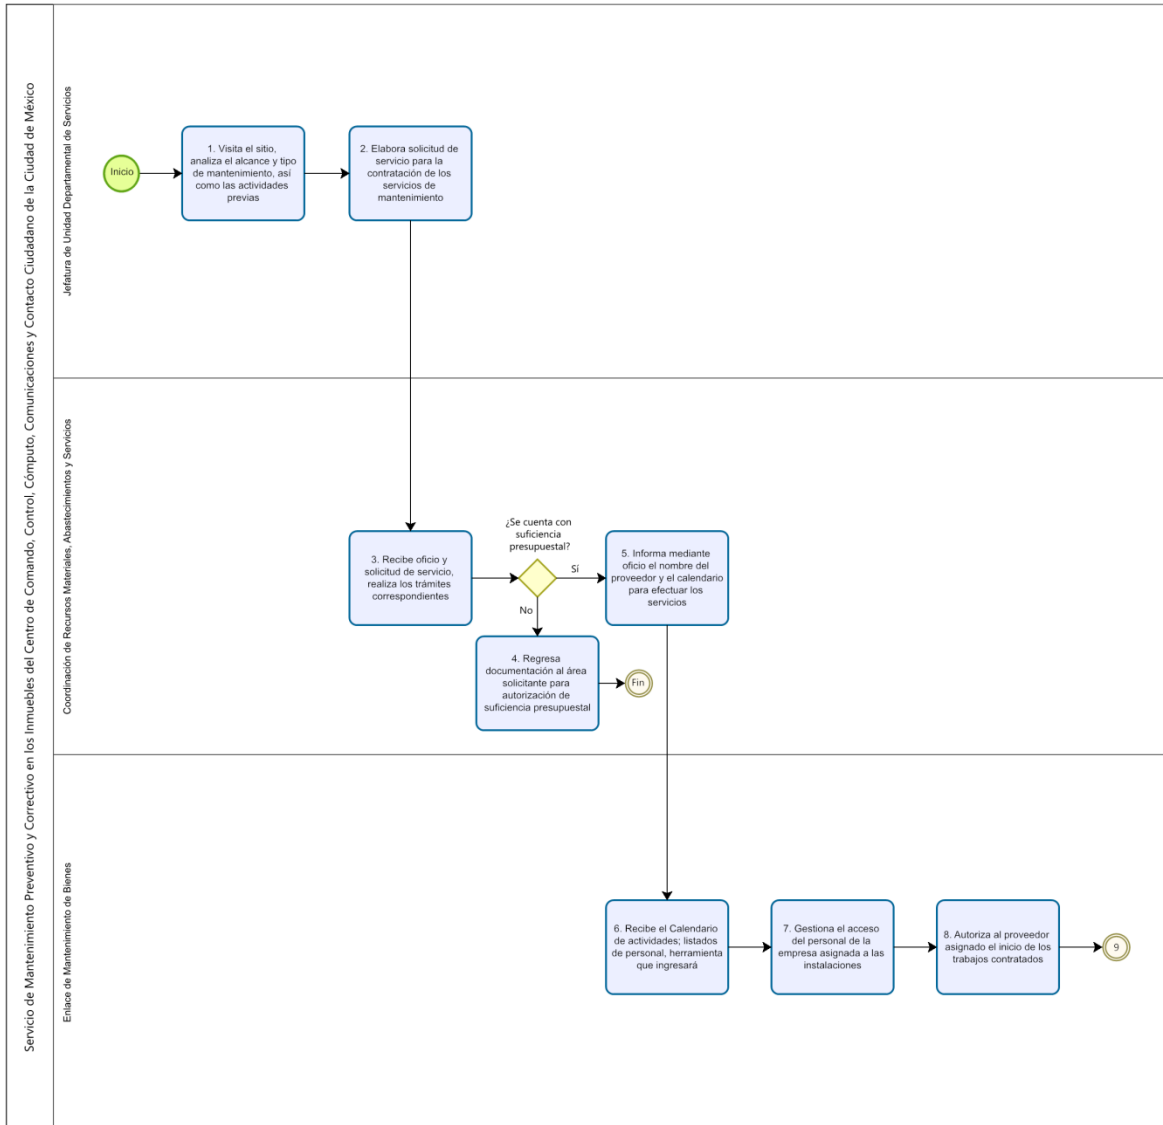 Servicio de Mantenimiento Preventivo y Correctivo en los Inmuebles del Centro de Comando, Control, Cómputo, Comunicaciones y Contacto Ciudadano de la Ciudad de México
Jefatura de Unidad Departamental de Servicios
Inicio
1. Visita el sitio,
analiza el alcance y tipo
de mantenimiento, así
como las actividades
previas
2. Elabora solicitud de
servicio para la
contratación de los
servicios de
mantenimiento
Coordinación de Recursos Materiales, Abastecimientos y Servicios
3. Recibe oficio y
solicitud de servicio,
realiza los trámites
correspondientes
¿Se cuenta con
suficiencia
presupuestal?
Sí
No
5. Informa mediante
oficio el nombre del
proveedor y el calendario
para efectuar los
servicios
4. Regresa
documentación al área
solicitante para
autorización de
suficiencia presupuestal
Fin
Enlace de Mantenimiento de Bienes
6. Recibe el Calendario
de actividades; listados
de personal, herramienta
que ingresará
7. Gestiona el acceso
del personal de la
empresa asignada a las
instalaciones
8. Autoriza al proveedor
asignado el inicio de los
trabajos contratados
9